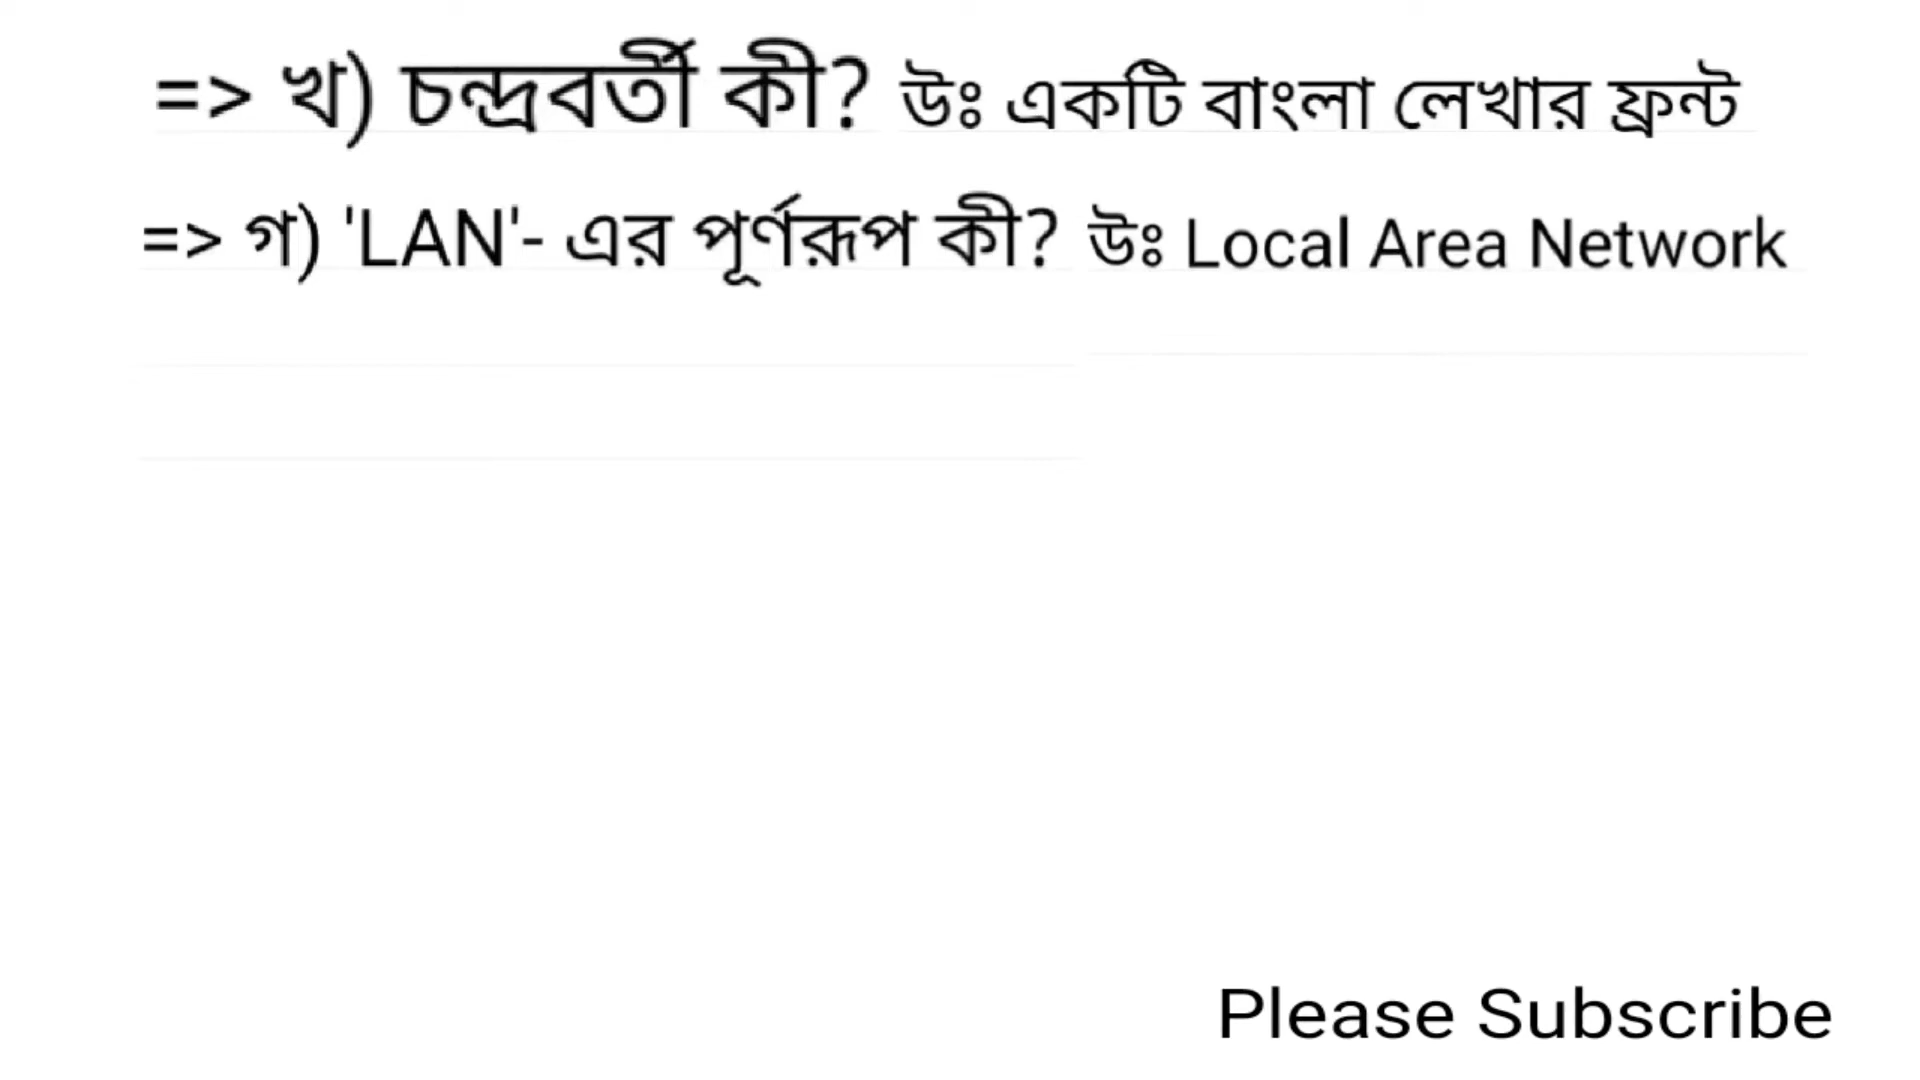 => খ) চন্দ্রবর্তী কী? উঃ একটি বাংলা লেখার ফ্রন্ট
=> গ) 'LAN'- এর পূর্ণরূপ কী? উঃ Local Area Network
Please Subscribe